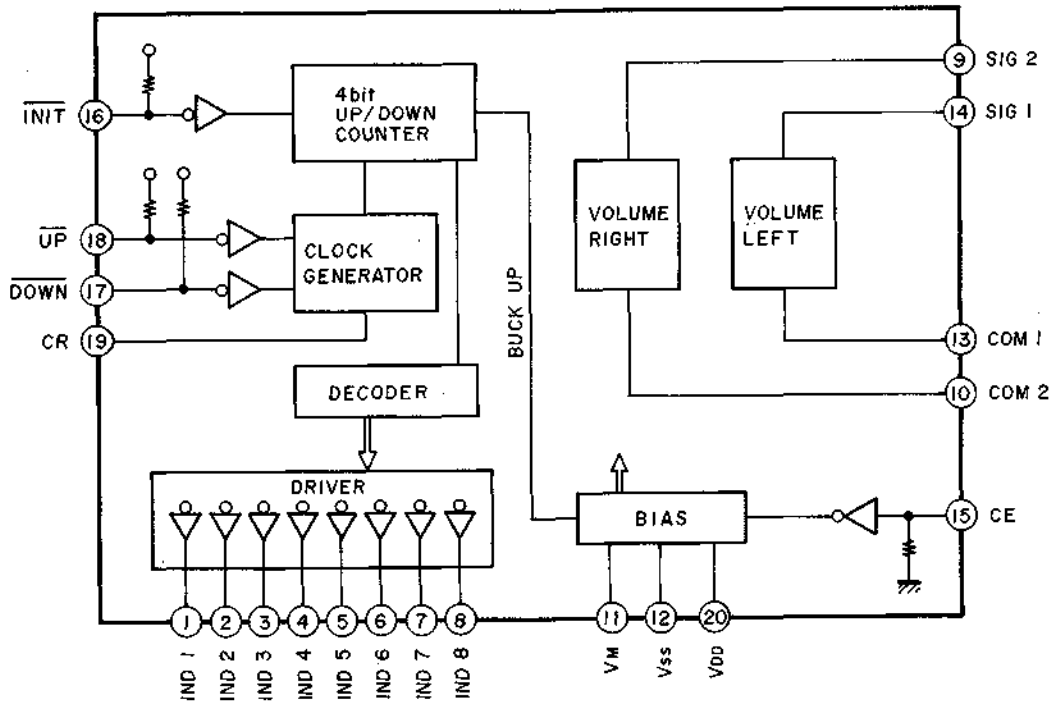 INIT
16
4bit
UP/DOWN
COUNTER
9
SIG 2
14
SIG 1
UP
18
DOWN
17
CR
19
CLOCK
GENERATOR
VOLUME
RIGHT
VOLUME
LEFT
BUCK UP
13
COM 1
10
COM 2
DECODER
DRIVER
BIAS
15
CE
1
2
3
4
5
6
7
8
11
12
20
IND 1
IND 2
IND 3
IND 4
IND 5
IND 6
IND 7
IND 8
VM
VSS
VDD